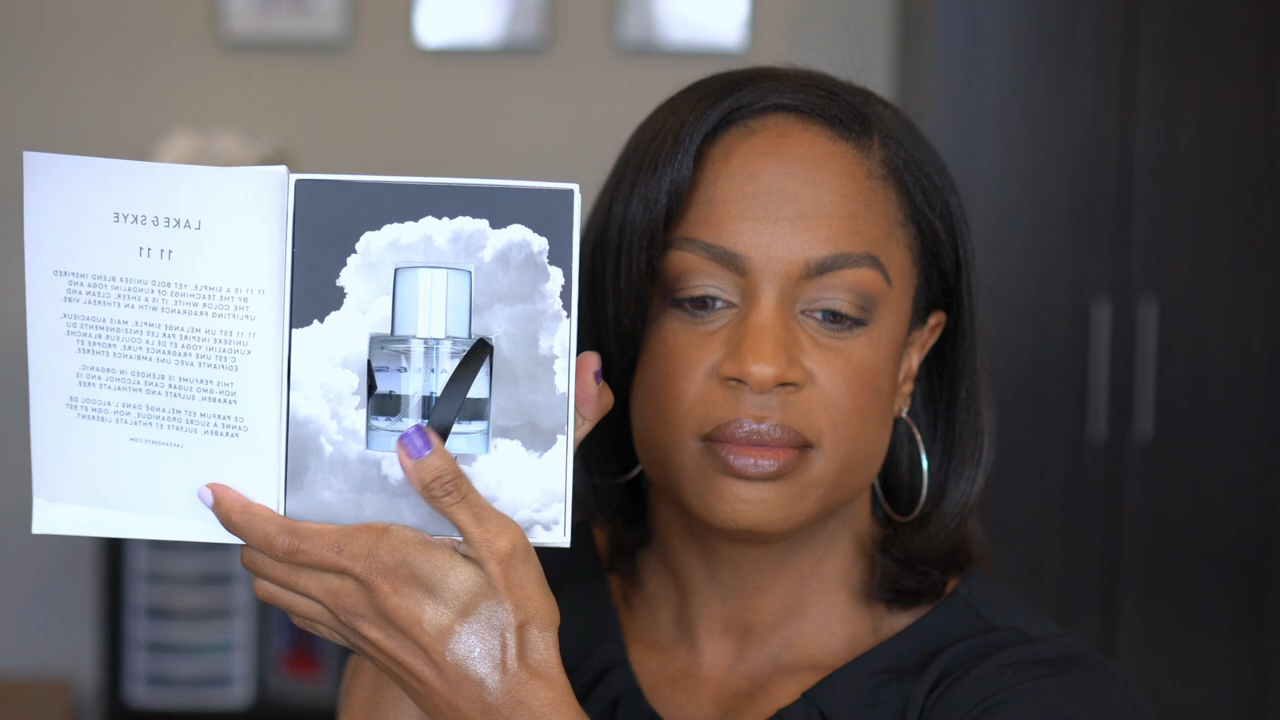 LAKE & SKYE
11 11
11 11 IS A SIMPLE, YET BOLD UNISEX BLEND INSPIRED
BY THE TEACHINGS OF KUNDALINI YOGA AND
THE COLOR WHITE. IT IS A SHEER, CLEAN,
UPLIFTING FRAGRANCE WITH AN ETHEREAL VIBE.
11 11 EST UN MÉLANGE SIMPLE, MAIS AUDACIEUX,
UNISEXE INSPIRÉ PAR LES ENSEIGNEMENTS DU
KUNDALINI YOGA ET DE LA COULEUR BLANCHE.
C'EST UNE FRAGRANCE PURE, PROPRE ET
ÉDIFIANTE AVEC UNE AMBIANCE ÉTHÉRÉE.
THIS PERFUME IS BLENDED IN ORGANIC,
NON-GMO SUGAR CANE ALCOHOL AND IS
PARABEN, SULFATE AND PHTHALATE FREE.
CE PARFUM EST MÉLANGÉ DANS L'ALCOOL DE
CANNE À SUCRE ORGANIQUE, NON-OGM ET EST
PARABEN, SULFATE ET PHTALATE LIBÉRENT.
LAKEANDSKYE.COM